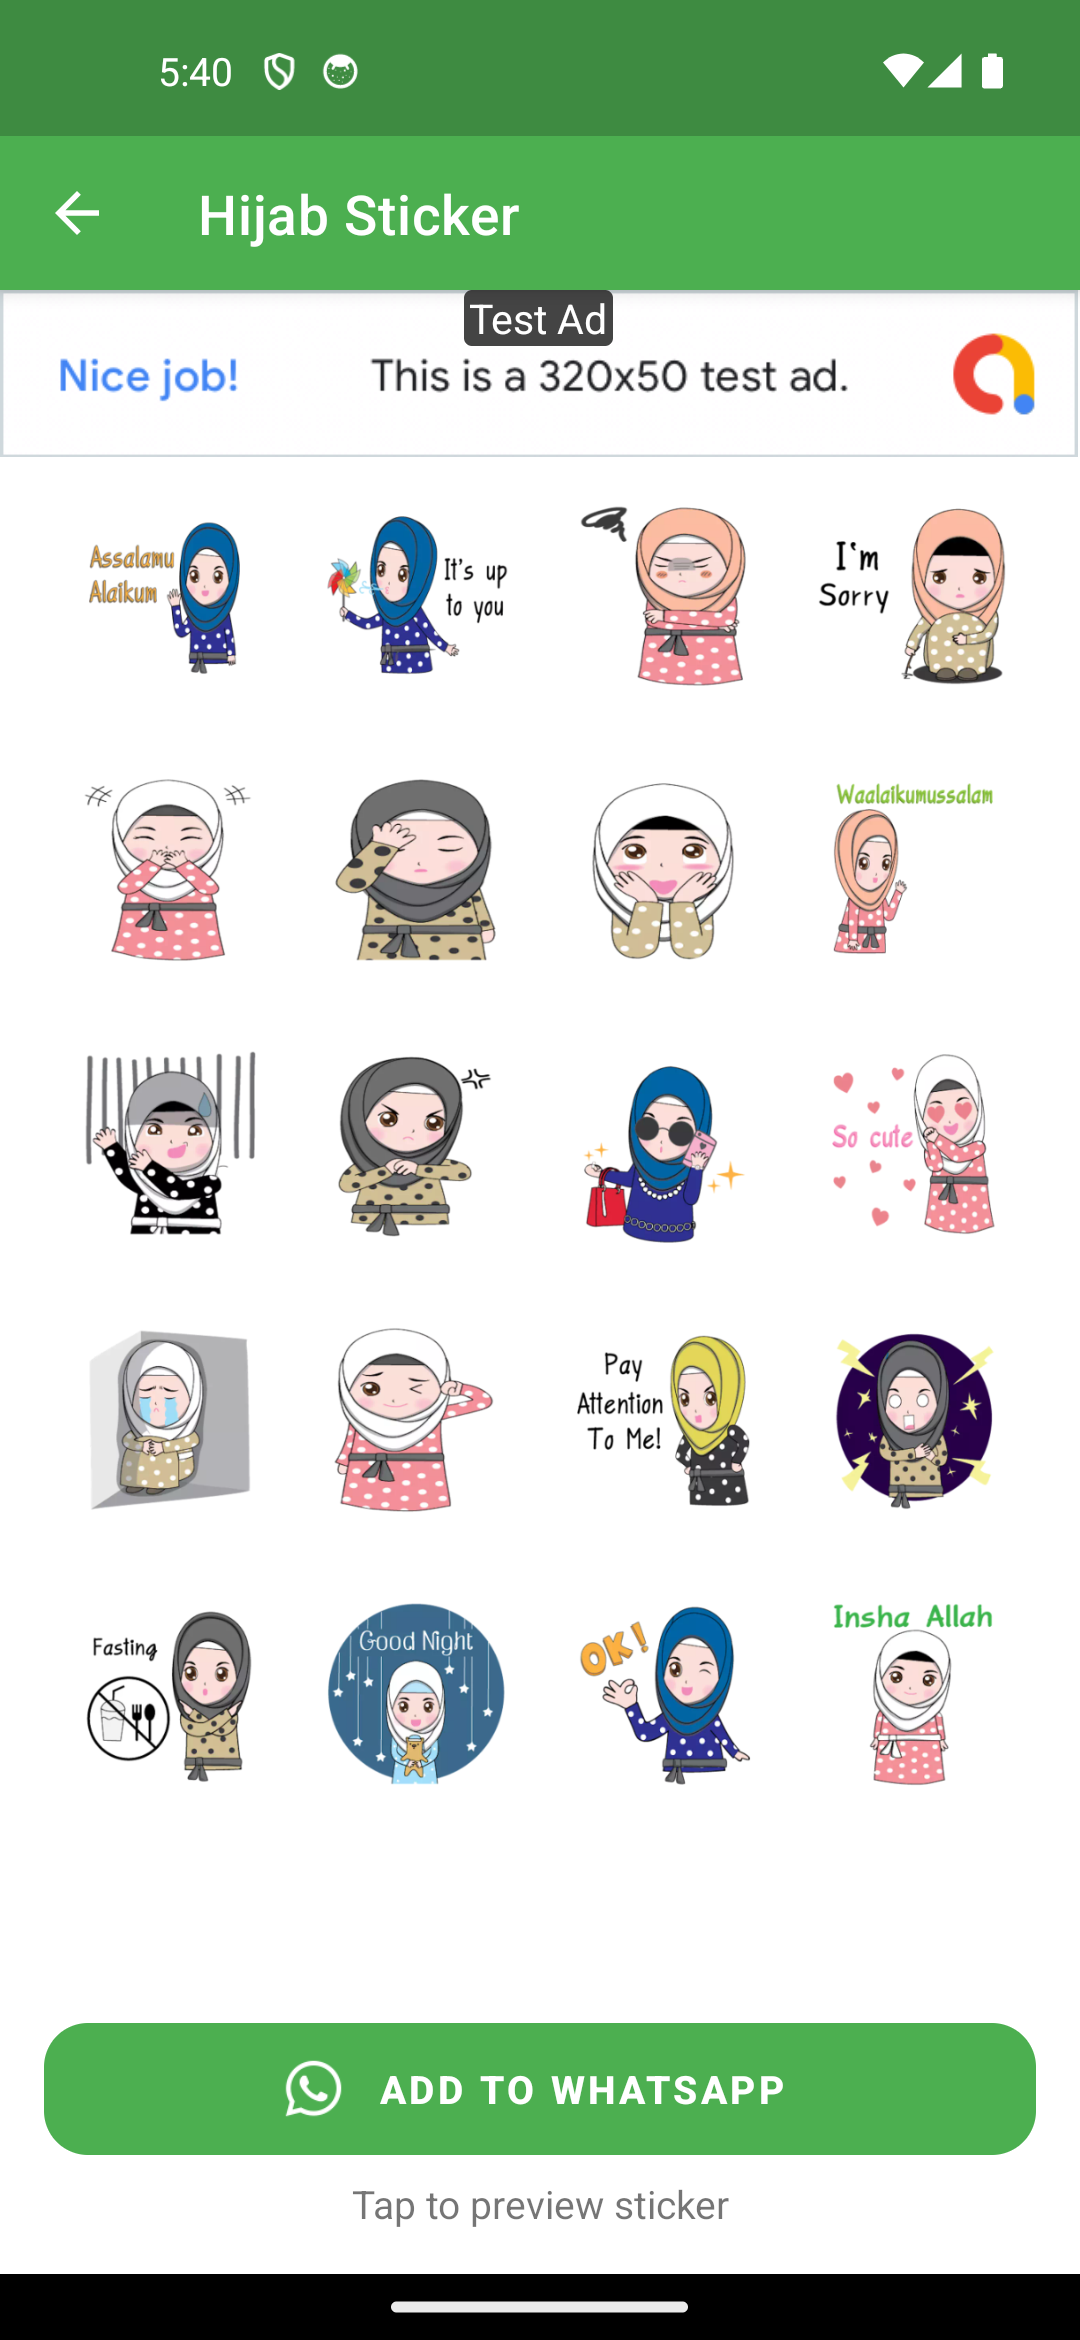 5:40
Hijab Sticker
Test Ad
Nice job!
This is a 320x50 test ad.
Assalamu
Alaikum
It's up
to you
I'm
Sorry
Waalaikumussalam
So cute
Pay
Attention
To Me!
Fasting
Good Night
OK!
Insha Allah
ADD TO WHATSAPP
Tap to preview sticker